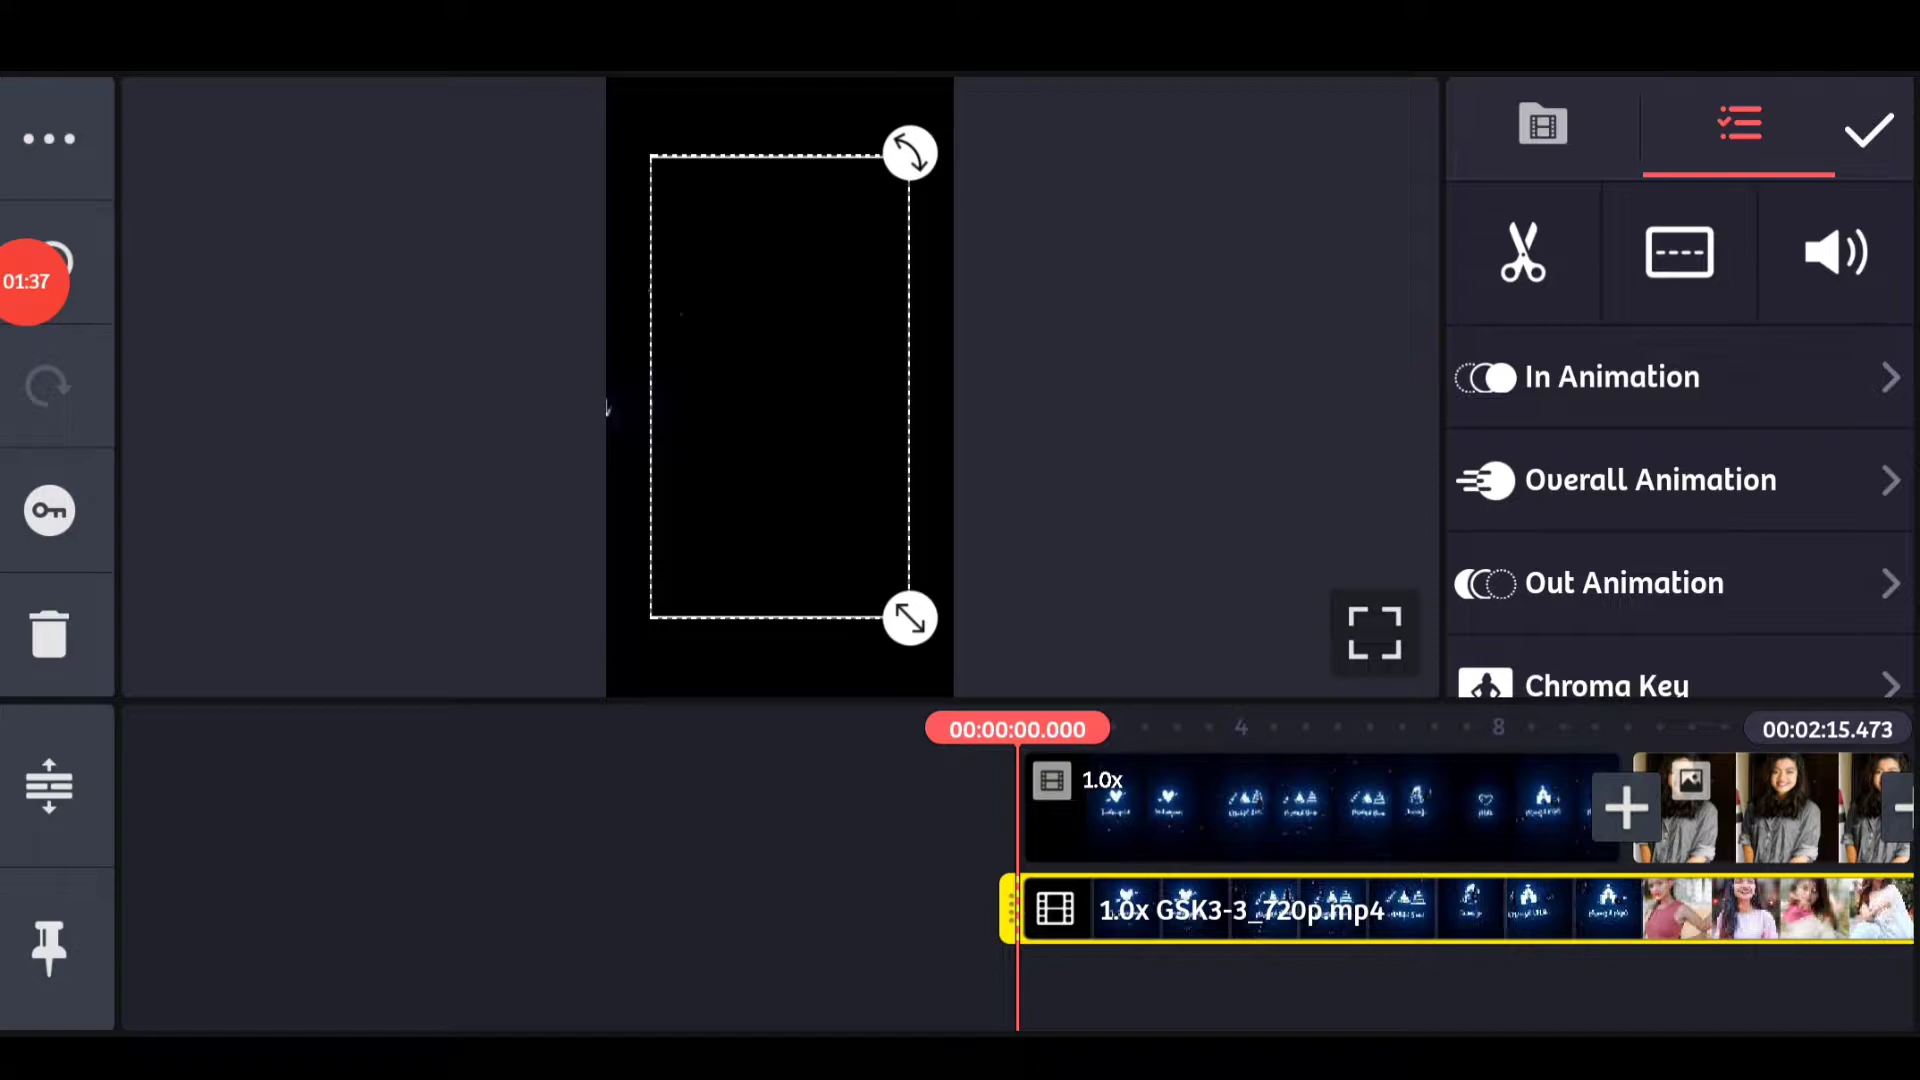 01:37
In Animation
Overall Animation
Out Animation
Chroma Key
00:00:00.000
4
8
00:02:15.473
1.0x
1.0x GSK3-3_720p.mp4